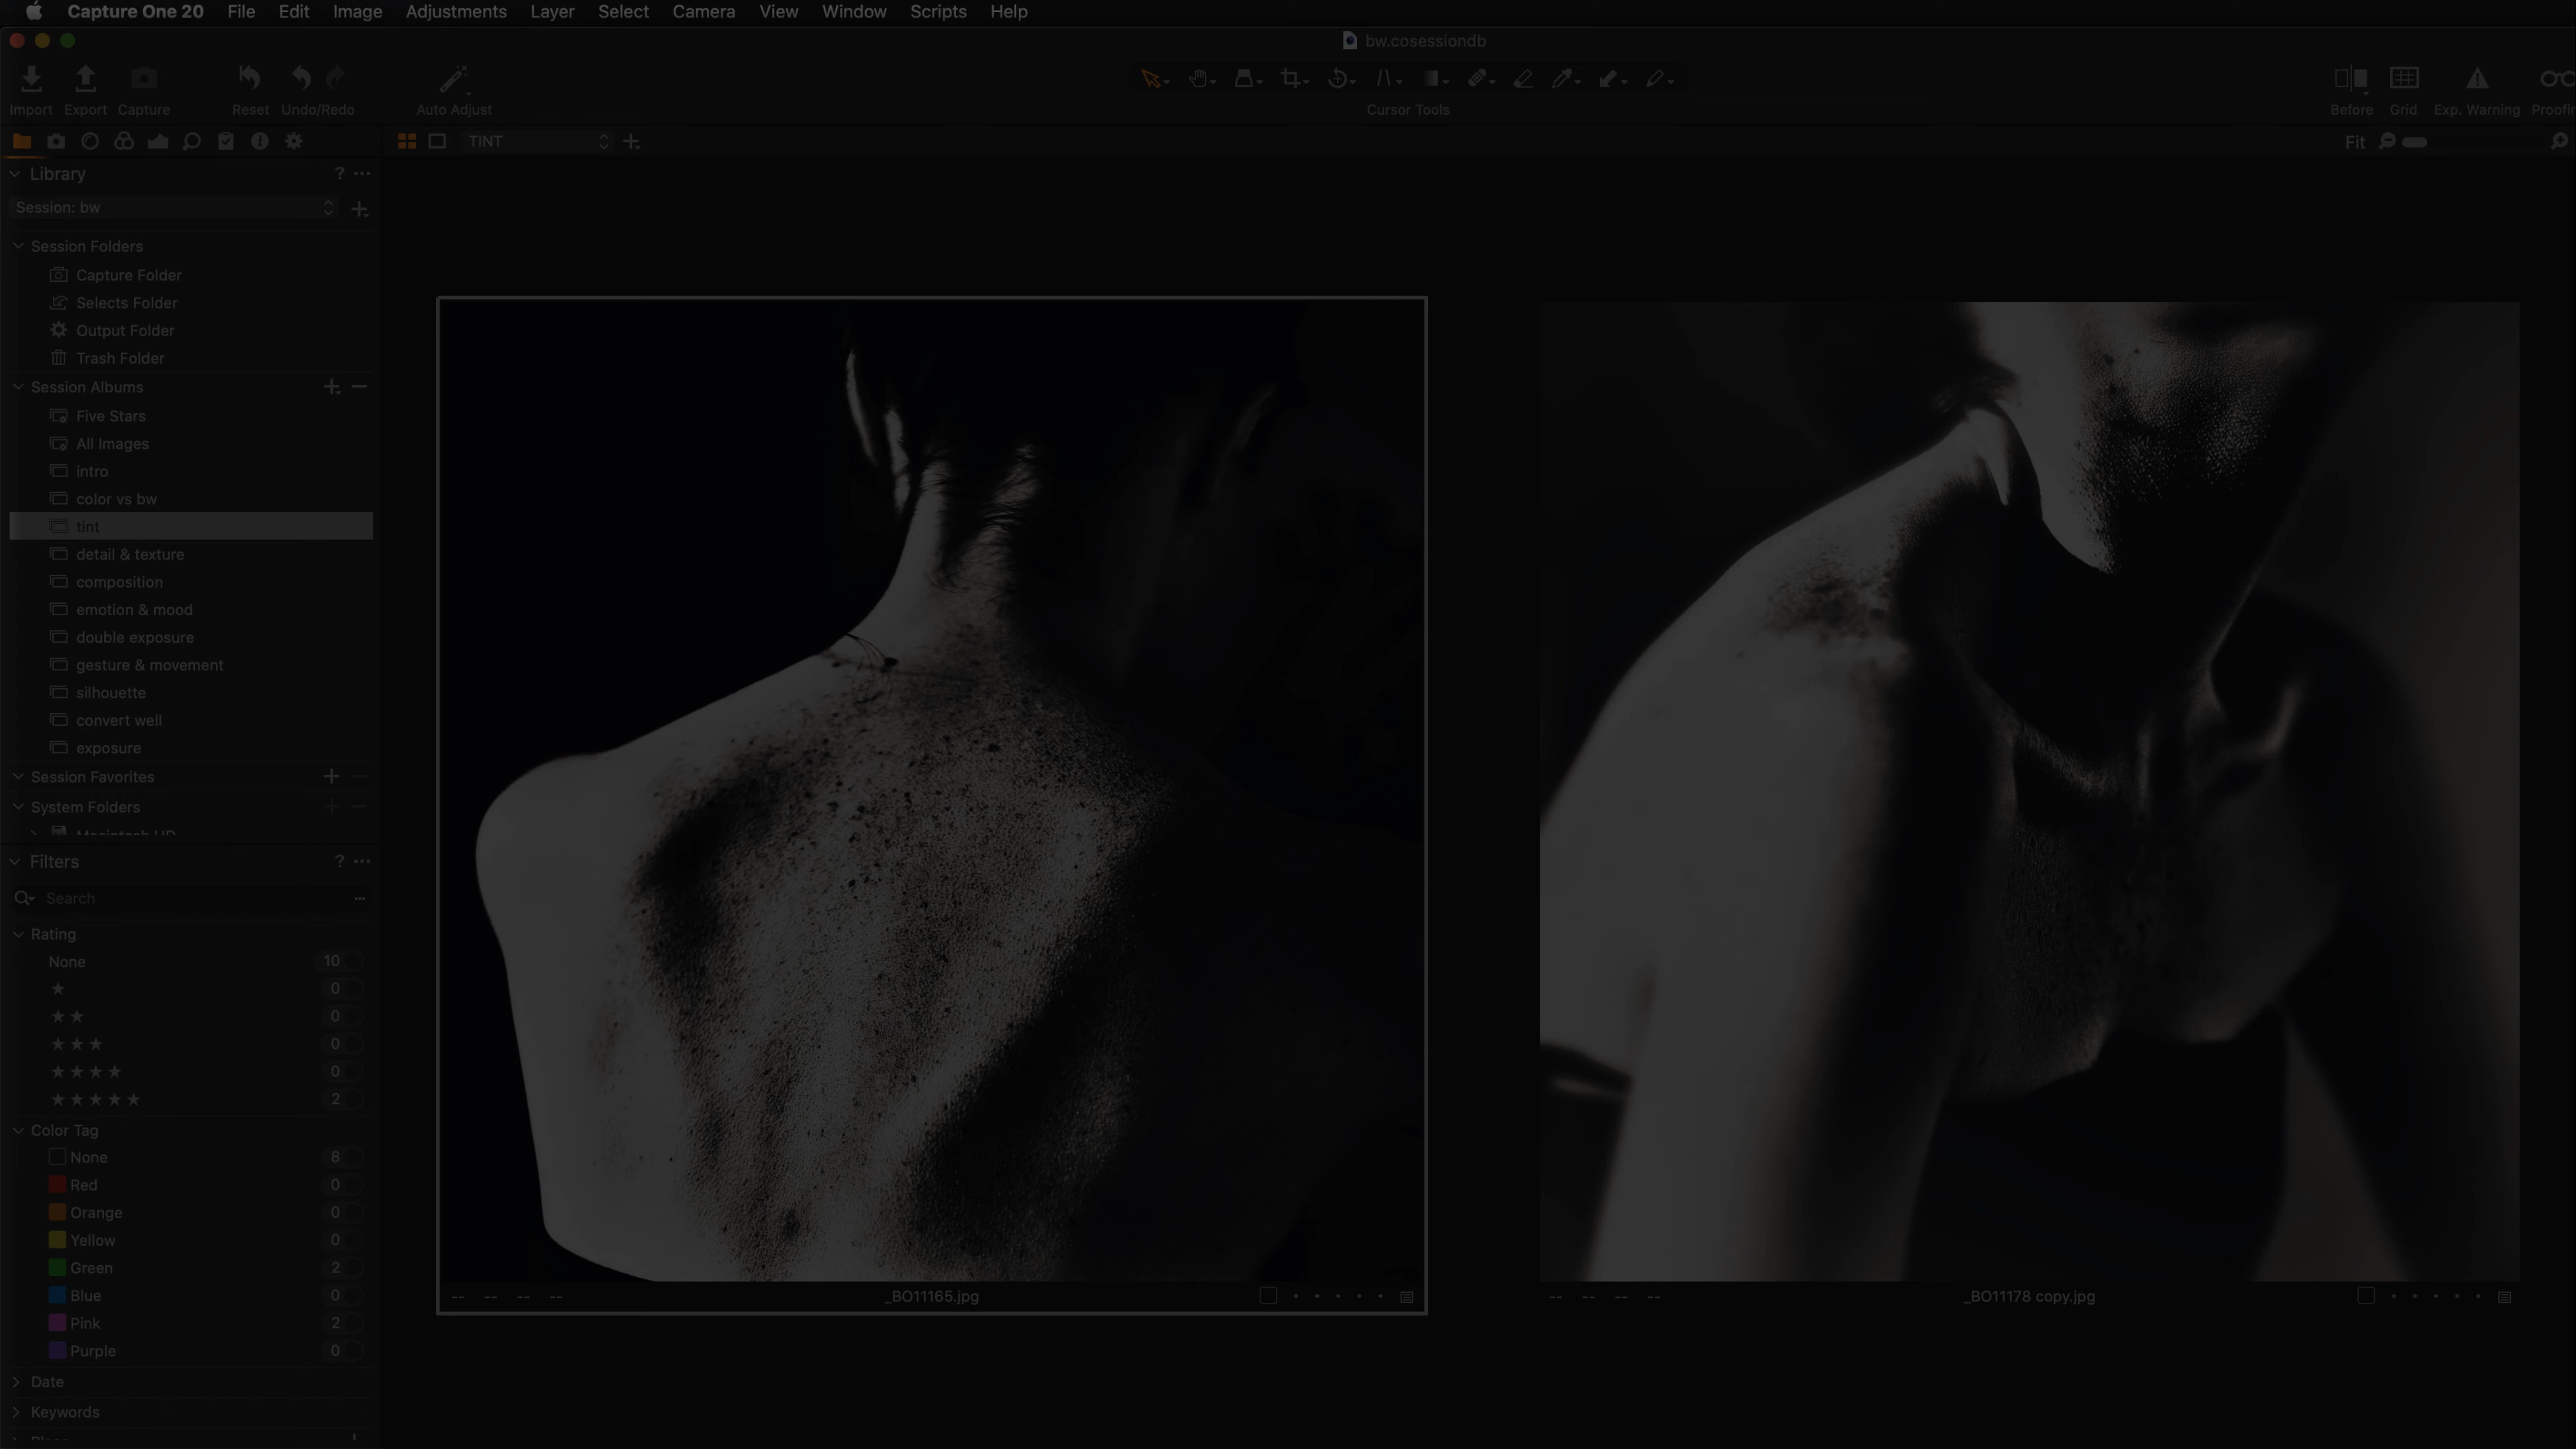 Capture One 20 File Edit Image Adjustments Layer Select Camera View Window Scripts Help
bw.cosessiondb
Import Export Capture Reset Undo/Redo Auto Adjust Cursor Tools Before Grid Exp. Warning Proofin
TINT Fit
Library ? ...
Session: bw
Session Folders
Capture Folder
Selects Folder
Output Folder
Trash Folder
Session Albums
Five Stars
All Images
intro
color vs bw
tint
detail & texture
composition
emotion & mood
double exposure
gesture & movement
silhouette
convert well
exposure
Session Favorites
System Folders
Macintosh HD
Filters ? ...
Search ...
Rating
None 10
★ 0
★★ 0
★★★ 0
★★★★ 0
★★★★★ 2
Color Tag
None 8
Red 0
Orange 0
Yellow 0
Green 2
Blue 0
Pink 2
Purple 0
Date
Keywords
-- -- -- -- _BO11165.jpg
-- -- -- -- _BO11178 copy.jpg